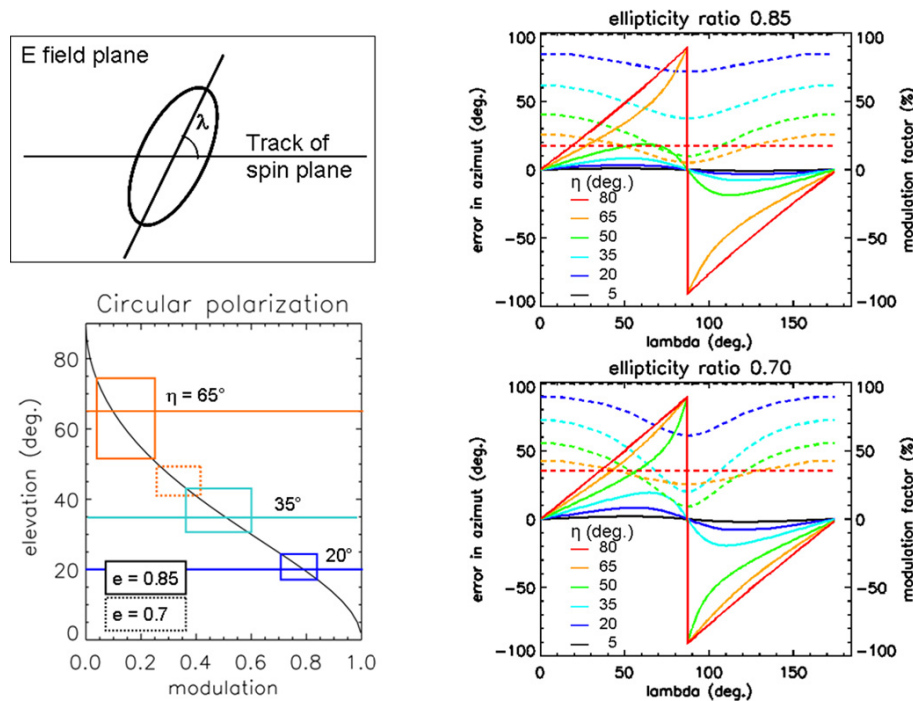 E field plane
λ
Track of
spin plane
Circular polarization
elevation (deg.)
80
60
40
20
0
η = 65°
35°
20°
e = 0.85
e = 0.7
0.0 0.2 0.4 0.6 0.8 1.0
modulation
ellipticity ratio 0.85
error in azimut (deg.)
100
50
0
-50
-100
η (deg.)
80
65
50
35
20
5
100
50
0
-50
-100
modulation factor (%)
0 50 100 150
lambda (deg.)
ellipticity ratio 0.70
error in azimut (deg.)
100
50
0
-50
-100
η (deg.)
80
65
50
35
20
5
100
50
0
-50
-100
modulation factor (%)
0 50 100 150
lambda (deg.)